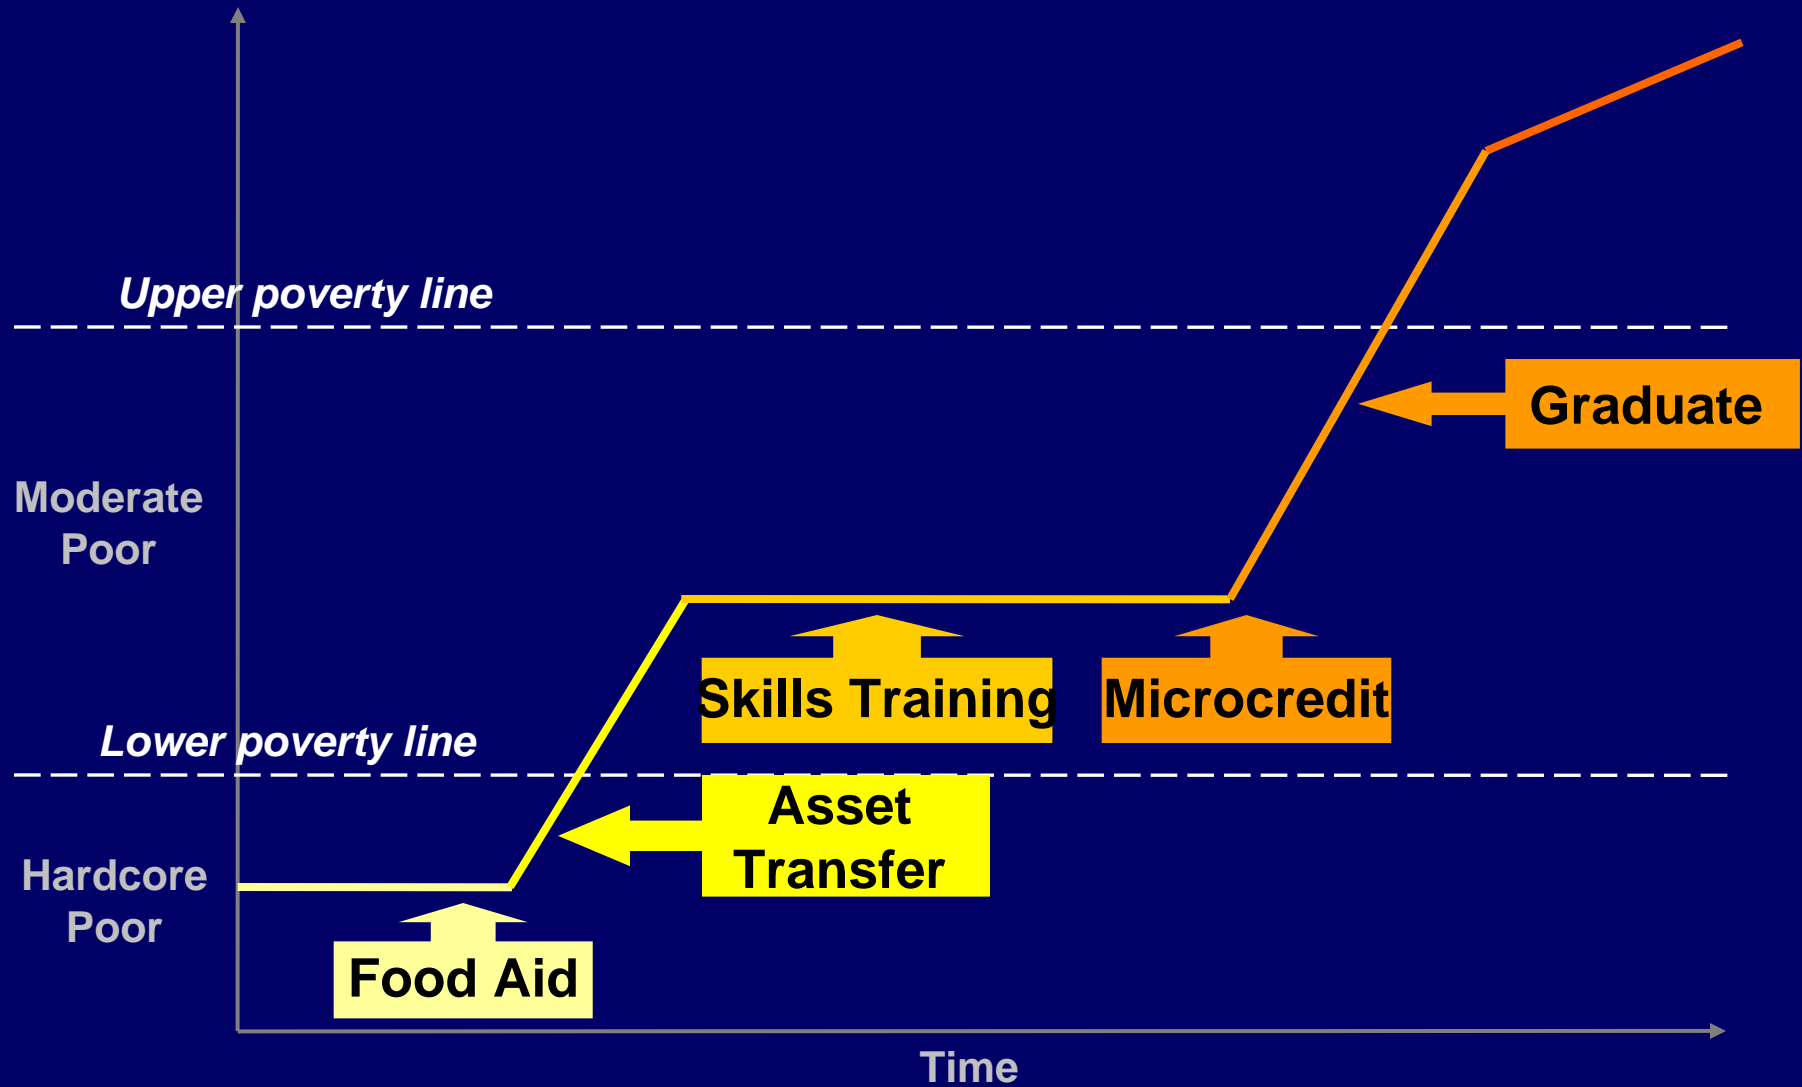 Upper poverty line
Graduate
Moderate
Poor
Skills Training
Microcredit
Lower poverty line
Asset
Transfer
Hardcore
Poor
Food Aid
Time